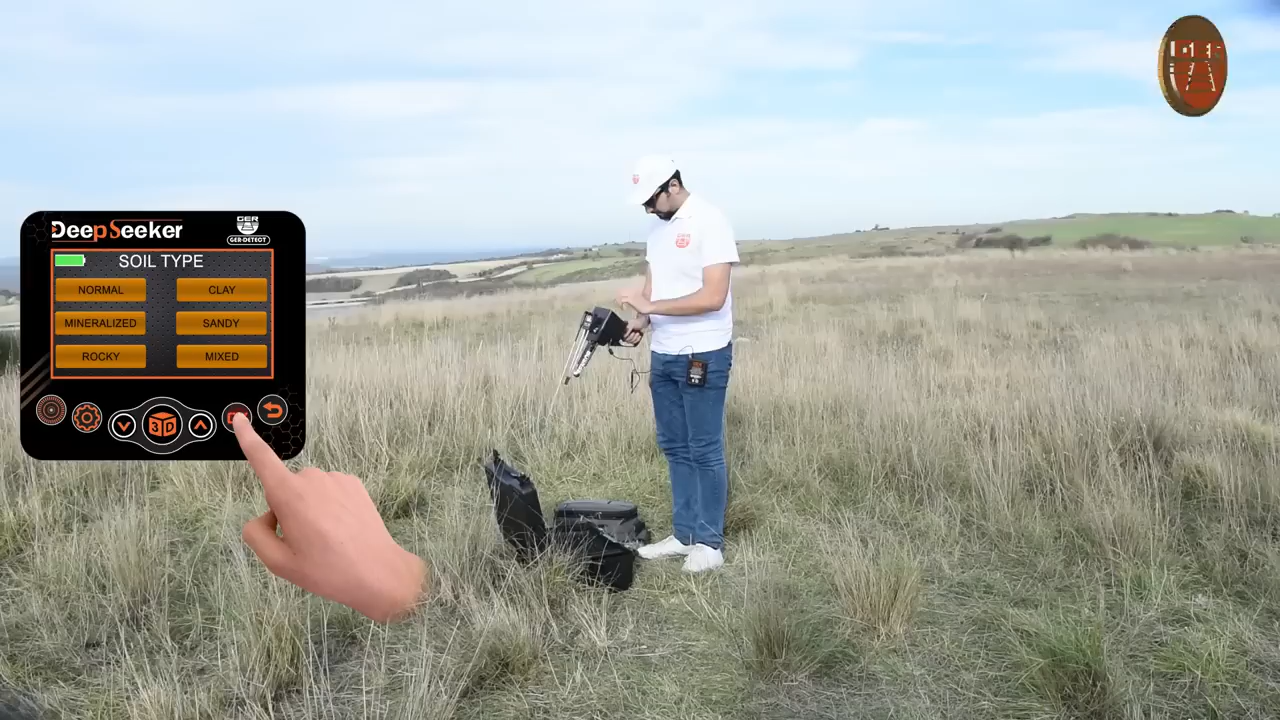 DeepSeeker
GER
GER-DETECT
SOIL TYPE
NORMAL
CLAY
MINERALIZED
SANDY
ROCKY
MIXED
3D